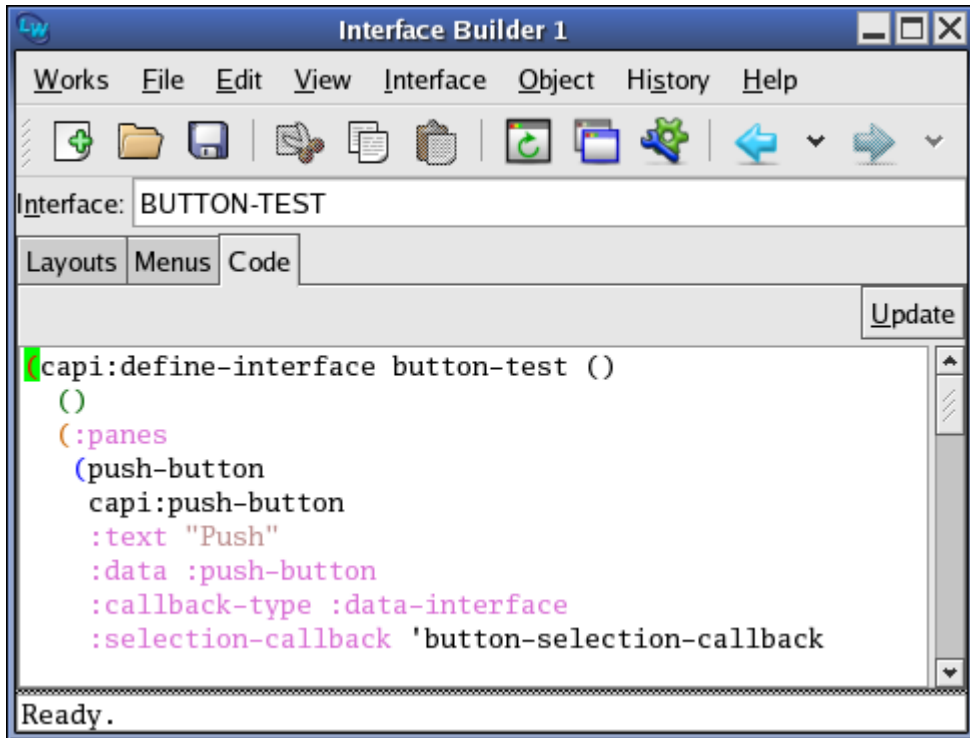 LW
Interface Builder 1
Works File Edit View Interface Object History Help
Interface: BUTTON-TEST
Layouts Menus Code
Update
(capi:define-interface button-test ()
()
(:panes
(push-button
capi:push-button
:text "Push"
:data :push-button
:callback-type :data-interface
:selection-callback 'button-selection-callback
Ready.